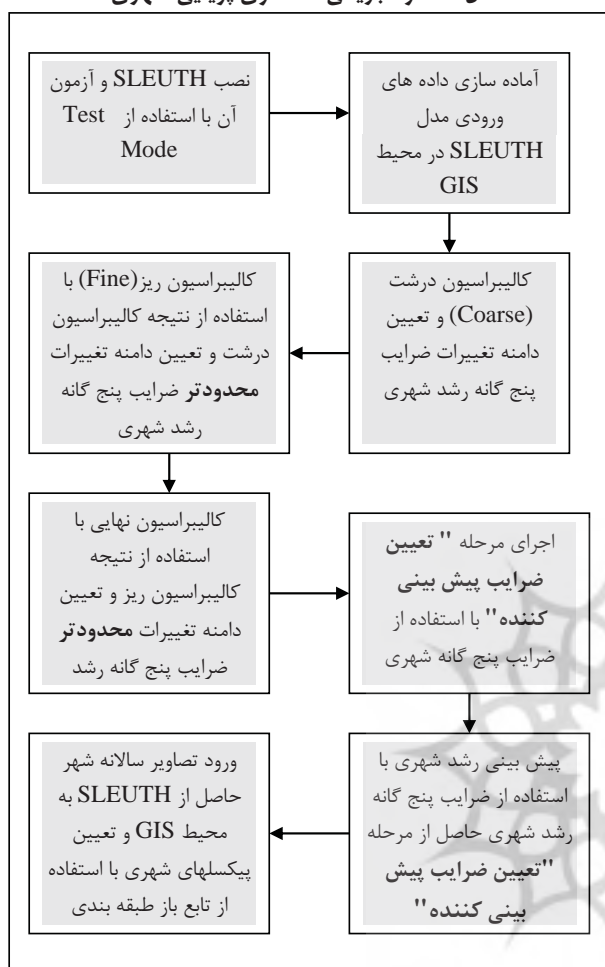 نصب SLEUTH و آزمون
آن با استفاده از Test
Mode
آماده سازی داده های
ورودی مدل
SLEUTH در محیط
GIS
کالیبراسیون درشت
(Coarse) و تعیین
دامنه تغییرات ضرایب
پنج گانه رشد شهری
کالیبراسیون ریز(Fine) با
استفاده از نتیجه کالیبراسیون
درشت و تعیین دامنه تغییرات
محدودتر ضرایب پنج گانه
رشد شهری
کالیبراسیون نهایی با
استفاده از نتیجه
کالیبراسیون ریز و تعیین
دامنه تغییرات محدودتر
ضرایب پنج گانه رشد
اجرای مرحله "تعیین
ضرایب پیش بینی
کننده" با استفاده از
ضرایب پنج گانه شهری
پیش بینی رشد شهری با
استفاده از ضرایب پنج گانه
رشد شهری حاصل از مرحله
"تعیین ضرایب پیش
بینی کننده"
ورود تصاویر سالانه شهر
حاصل از SLEUTH به
محیط GIS و تعیین
پیکسلهای شهری با استفاده
از تابع باز طبقه بندی